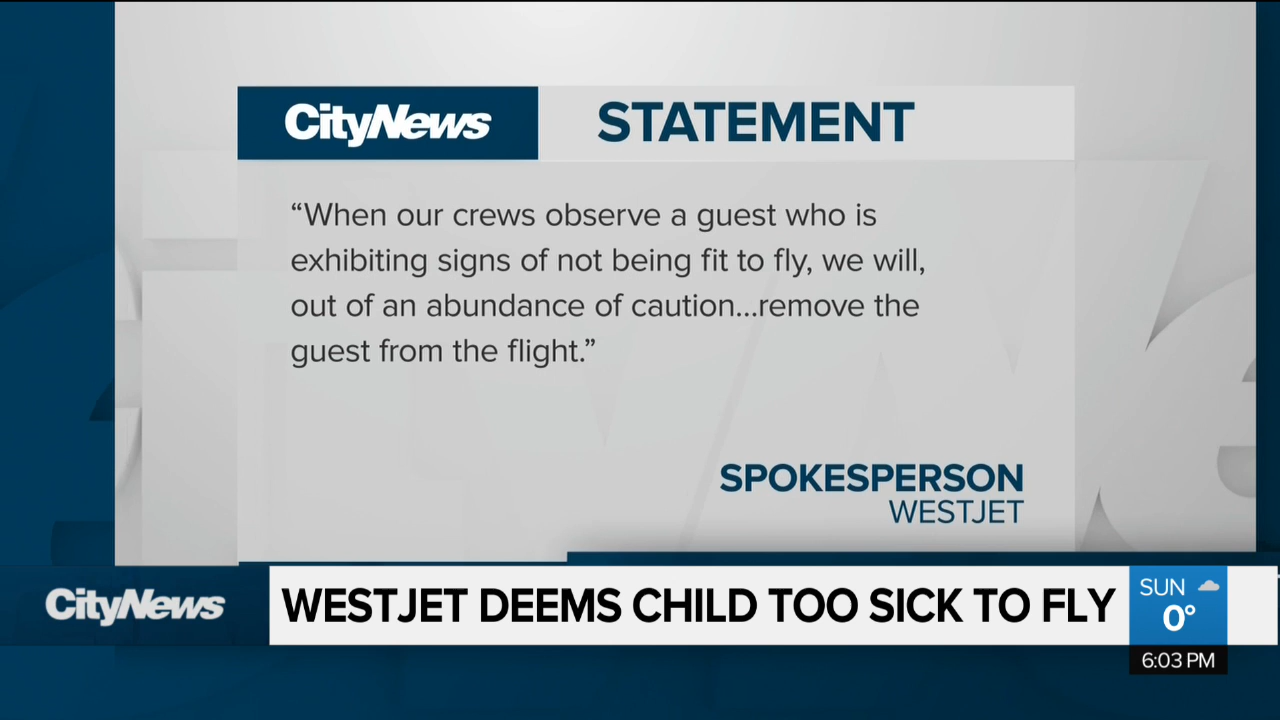 CityNews
STATEMENT
“When our crews observe a guest who is
exhibiting signs of not being fit to fly, we will,
out of an abundance of caution...remove the
guest from the flight.”
SPOKESPERSON
WESTJET
CityNews
WESTJET DEEMS CHILD TOO SICK TO FLY
SUN
0°
6:03 PM